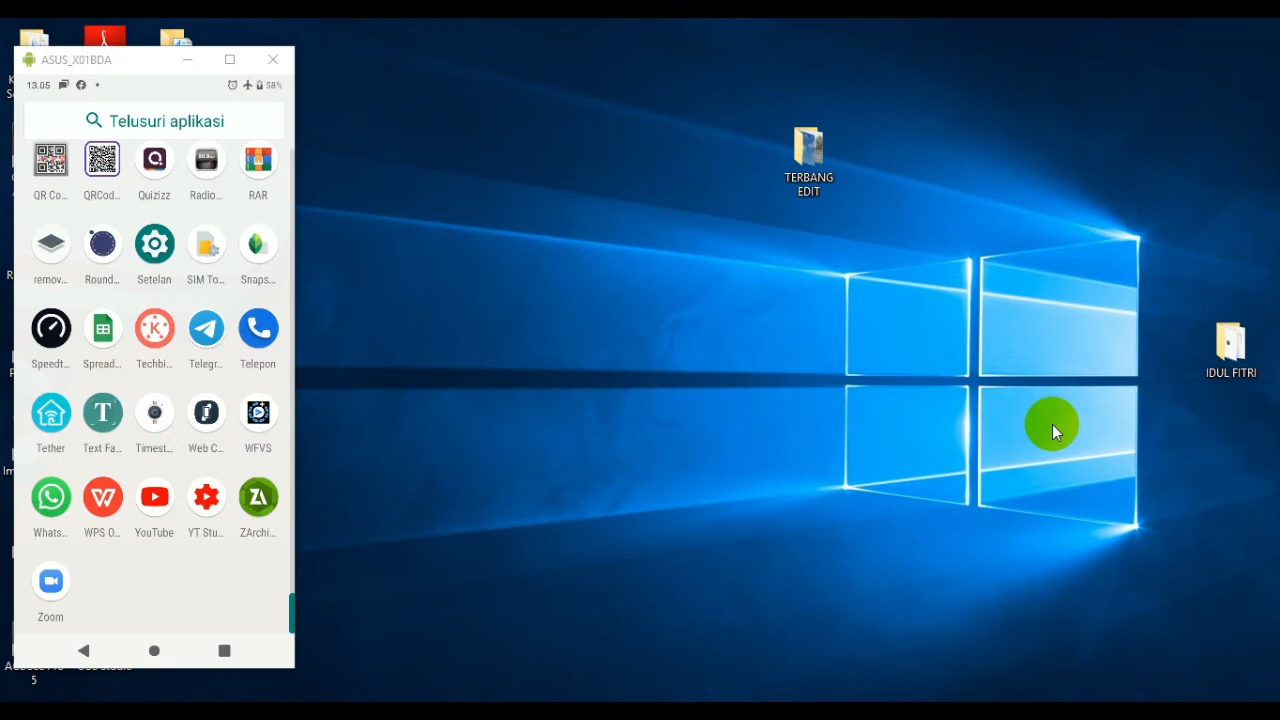 ASUS_X01BDA
13.05
58%
Telusuri aplikasi
QR Co...
QRCod...
Quizizz
Radio...
RAR
remov...
Round...
Setelan
SIM To...
Snaps...
Speedt...
Spread...
Techbi...
Telegr...
Telepon
Tether
Text Fa...
Timest...
Web C...
WFVS
Whats...
WPS O...
YouTube
YT Stu...
ZArchi...
Zoom
5
TERBANG
EDIT
IDUL FITRI